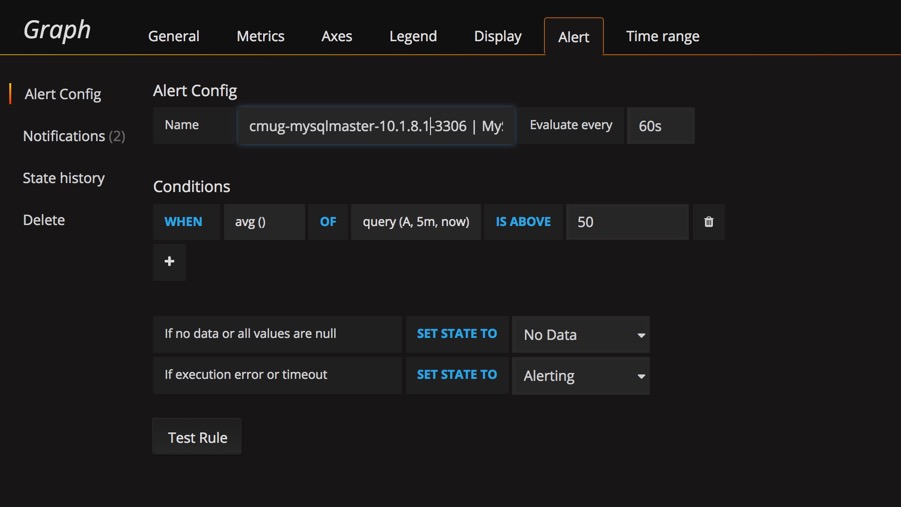 Graph
General Metrics Axes Legend Display Alert Time range
Alert Config
Notifications (2)
State history
Delete
Alert Config
Name cmug-mysqlmaster-10.1.8.1-3306 | MyS Evaluate every 60s
Conditions
WHEN avg () OF query (A, 5m, now) IS ABOVE 50
+
If no data or all values are null SET STATE TO No Data
If execution error or timeout SET STATE TO Alerting
Test Rule